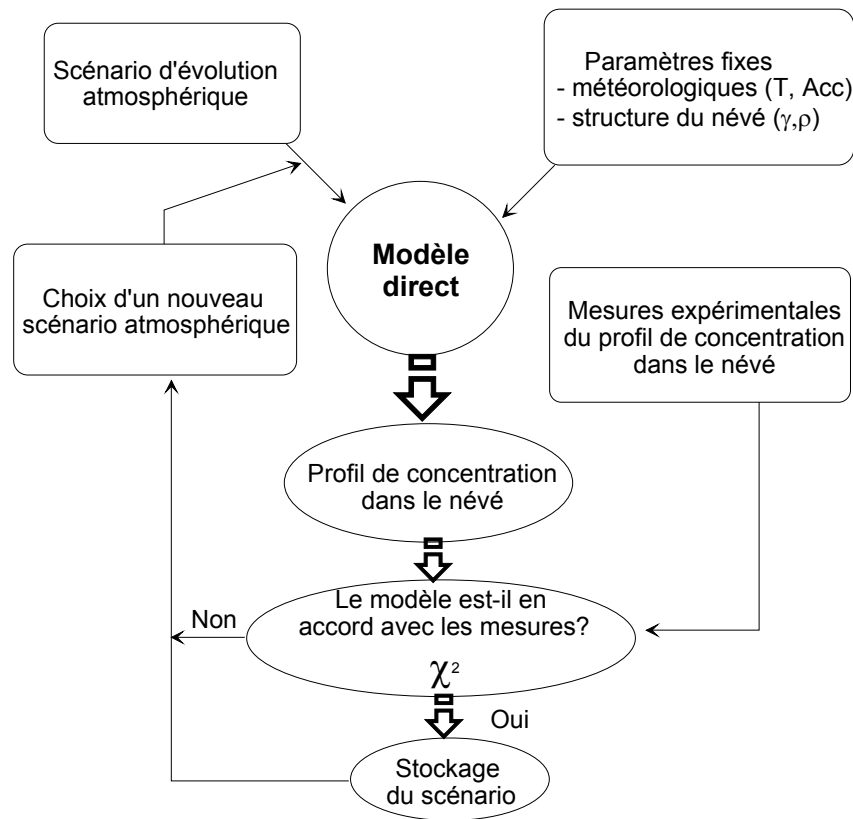 Scénario d'évolution
atmosphérique
Paramètres fixes
- météorologiques (T, Acc)
- structure du névé (γ,ρ)
Modèle
direct
Choix d'un nouveau
scénario atmosphérique
Mesures expérimentales
du profil de concentration
dans le névé
Profil de concentration
dans le névé
Le modèle est-il en
accord avec les mesures?
χ²
Non
Oui
Stockage
du scénario